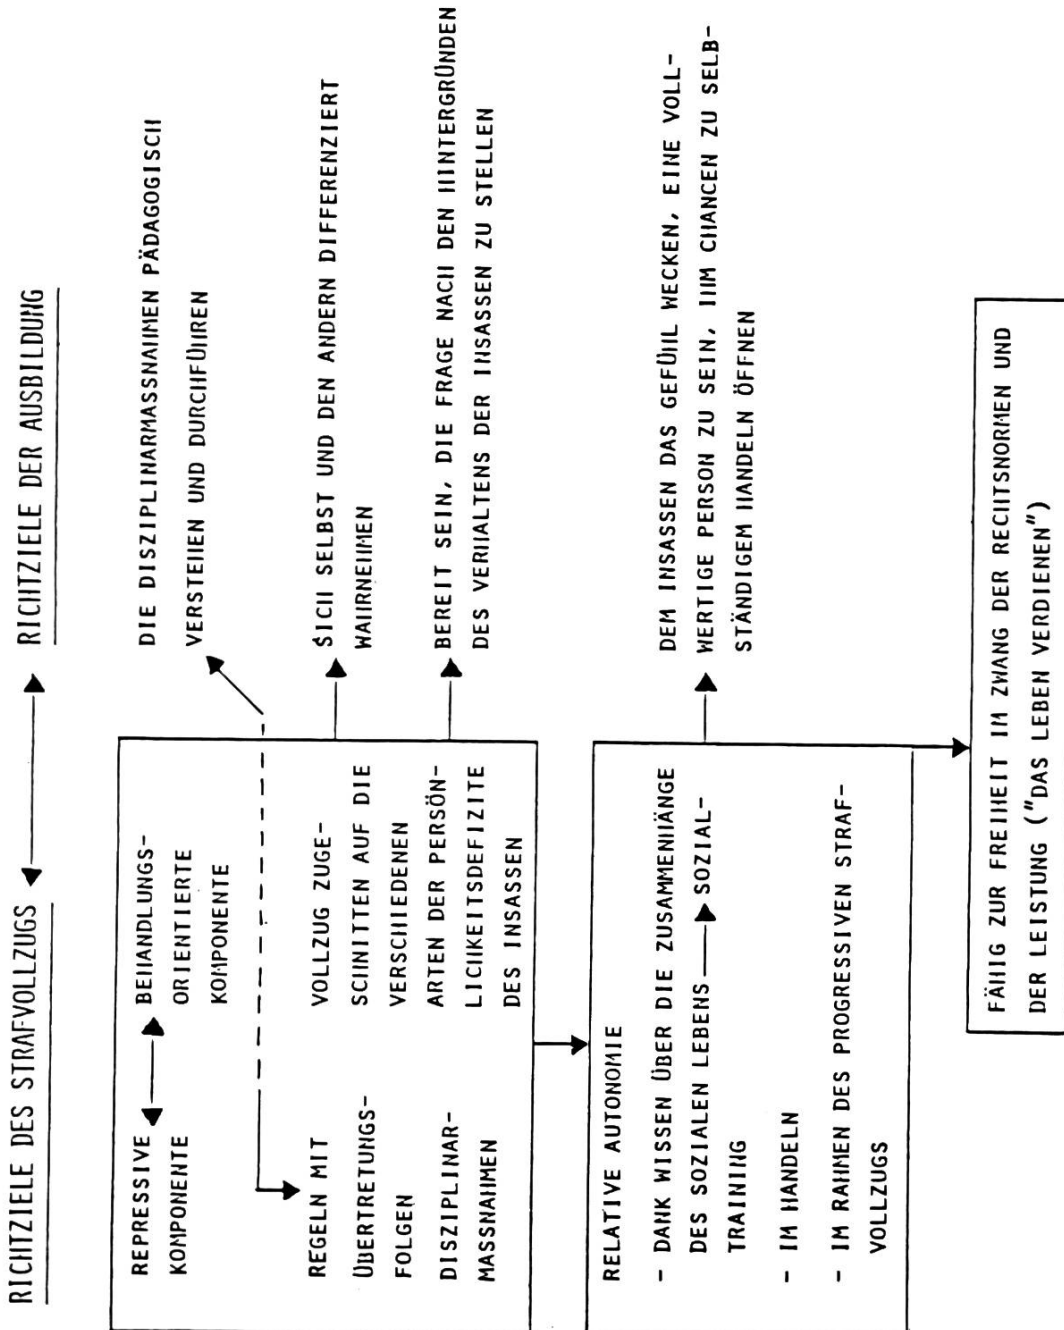 RICHTZIELE DES STRAFVOLLZUGS
RICHTZIELE DER AUSBILDUNG
REPRESSIVE
KOMPONENTE
BEHANDLUNGS-
ORIENTIERTE
KOMPONENTE
DIE DISZIPLINARMASSNAHMEN PÄDAGOGISCH
VERSTEHEN UND DURCHFÜHREN
REGELN MIT
ÜBERTRETUNGS-
FOLGEN
DISZIPLINAR-
MASSNAHMEN
VOLLZUG ZUGE-
SCHNITTEN AUF DIE
VERSCHIEDENEN
ARTEN DER PERSÖN-
LICHKEITSDEFIZITE
DES INSASSEN
SICH SELBST UND DEN ANDERN DIFFERENZIERT
WAHRNEHMEN
BEREIT SEIN, DIE FRAGE NACH DEN HINTERGRÜNDEN
DES VERHALTENS DER INSASSEN ZU STELLEN
RELATIVE AUTONOMIE
- DANK WISSEN ÜBER DIE ZUSAMMENHÄNGE
DES SOZIALEN LEBENS SOZIAL-
TRAINING
- IM HANDELN
- IM RAHMEN DES PROGRESSIVEN STRAF-
VOLLZUGS
DEM INSASSEN DAS GEFÜHL WECKEN, EINE VOLL-
WERTIGE PERSON ZU SEIN, IHM CHANCEN ZU SELB-
STÄNDIGEM HANDELN ÖFFNEN
FÄHIG ZUR FREIHEIT IM ZWANG DER RECHTSNORMEN UND
DER LEISTUNG ("DAS LEBEN VERDIENEN")